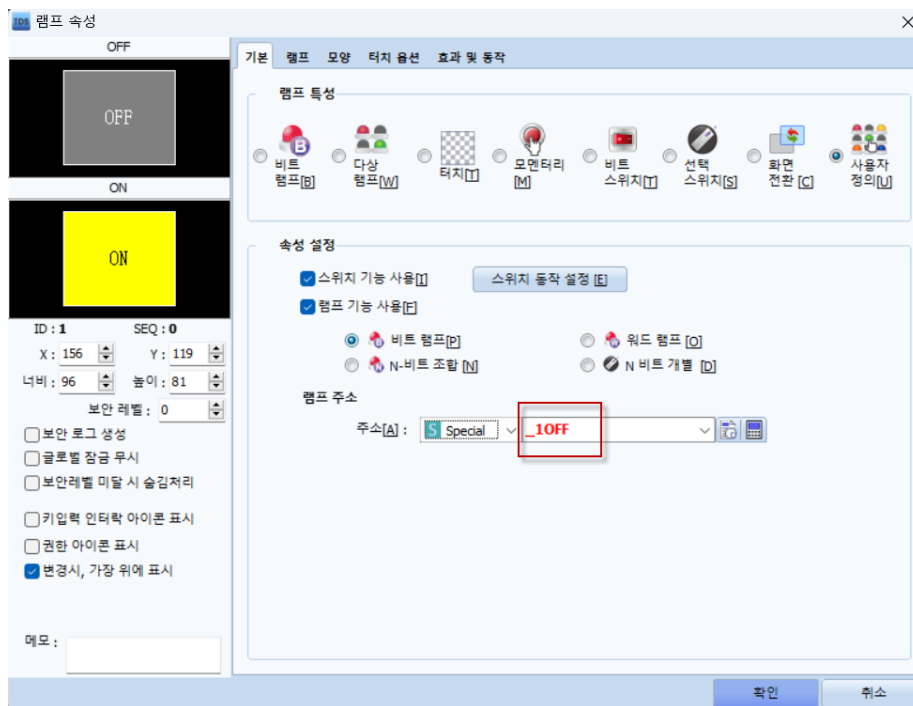 TDS 램프 속성
OFF
OFF
ON
ON
ID : 1 SEQ : 0
X : 156 Y : 119
너비 : 96 높이 : 81
보안 레벨 : 0
보안 로그 생성
글로벌 잠금 무시
보안레벨 미달 시 숨김처리
키입력 인터락 아이콘 표시
권한 아이콘 표시
변경시, 가장 위에 표시
메모 :
기본 램프 모양 터치 옵션 효과 및 동작
램프 특성
비트
램프[B]
다상
램프[W]
터치[T]
모멘터리
[M]
비트
스위치[T]
선택
스위치[S]
화면
전환 [C]
사용자
정의[U]
속성 설정
스위치 기능 사용[I] 스위치 동작 설정 [E]
램프 기능 사용[F]
비트 램프[P] 워드 램프 [O]
N-비트 조합 [N] N 비트 개별 [D]
램프 주소
주소[A] : S Special _1OFF
확인 취소